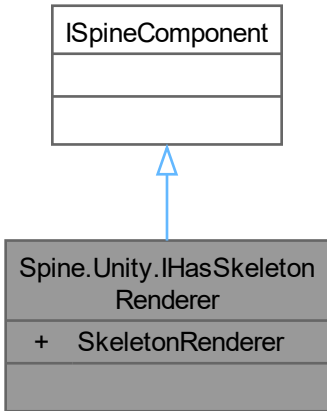 ISpineComponent
Spine.Unity.IHasSkeleton
Renderer
+ SkeletonRenderer